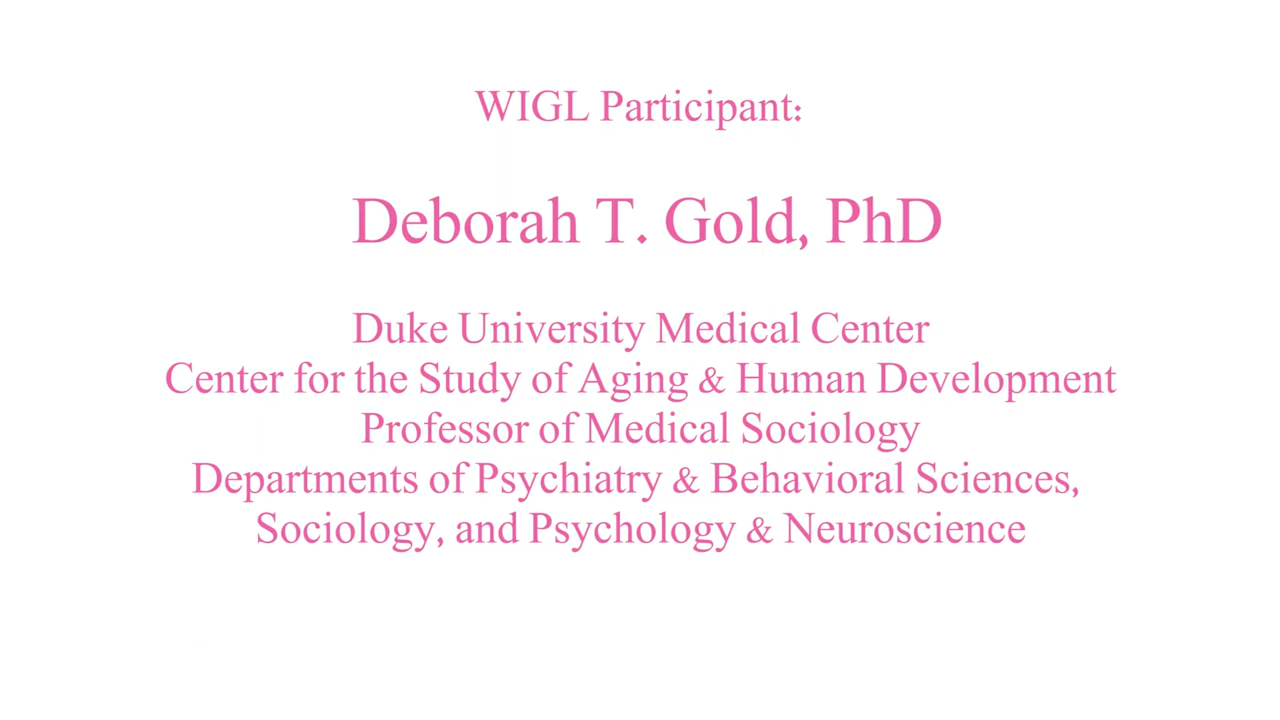 WIGL Participant:
Deborah T. Gold, PhD
Duke University Medical Center
Center for the Study of Aging & Human Development
Professor of Medical Sociology
Departments of Psychiatry & Behavioral Sciences,
Sociology, and Psychology & Neuroscience